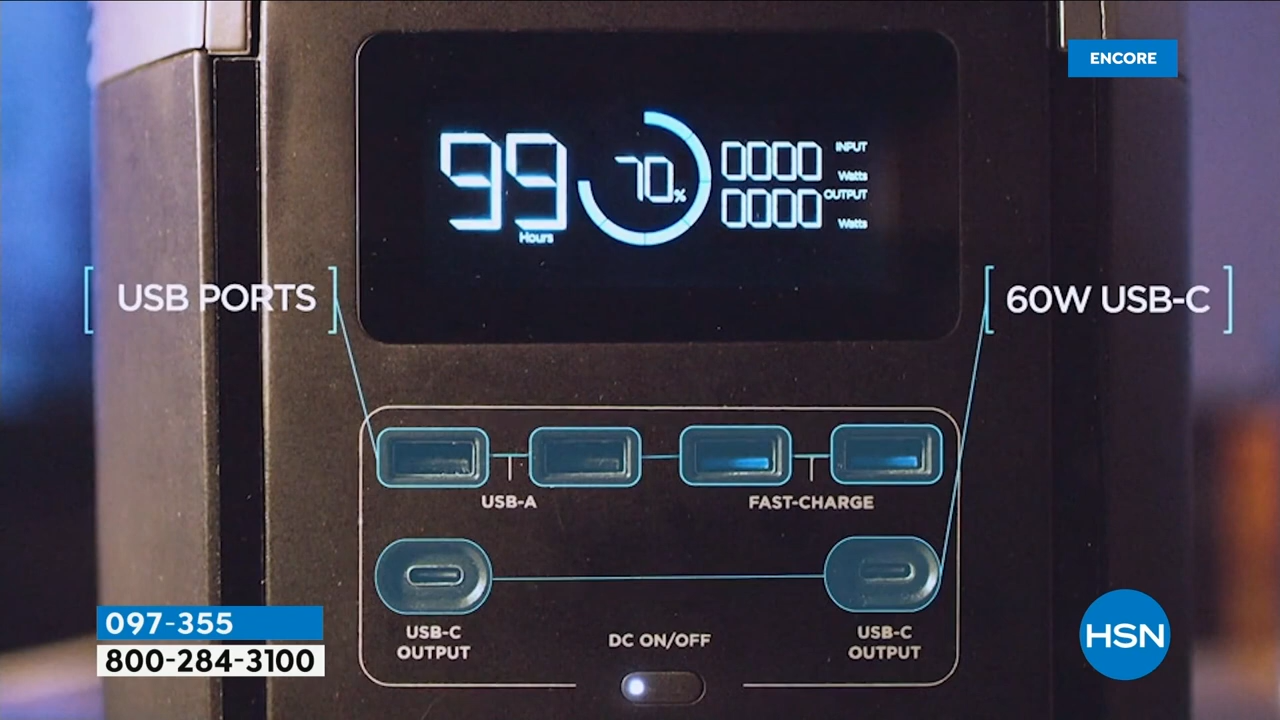 ENCORE
99
Hours
70%
0000 INPUT
Watts
0000 OUTPUT
Watts
USB PORTS
60W USB-C
USB-A
FAST-CHARGE
USB-C
OUTPUT
DC ON/OFF
USB-C
OUTPUT
097-355
800-284-3100
HSN